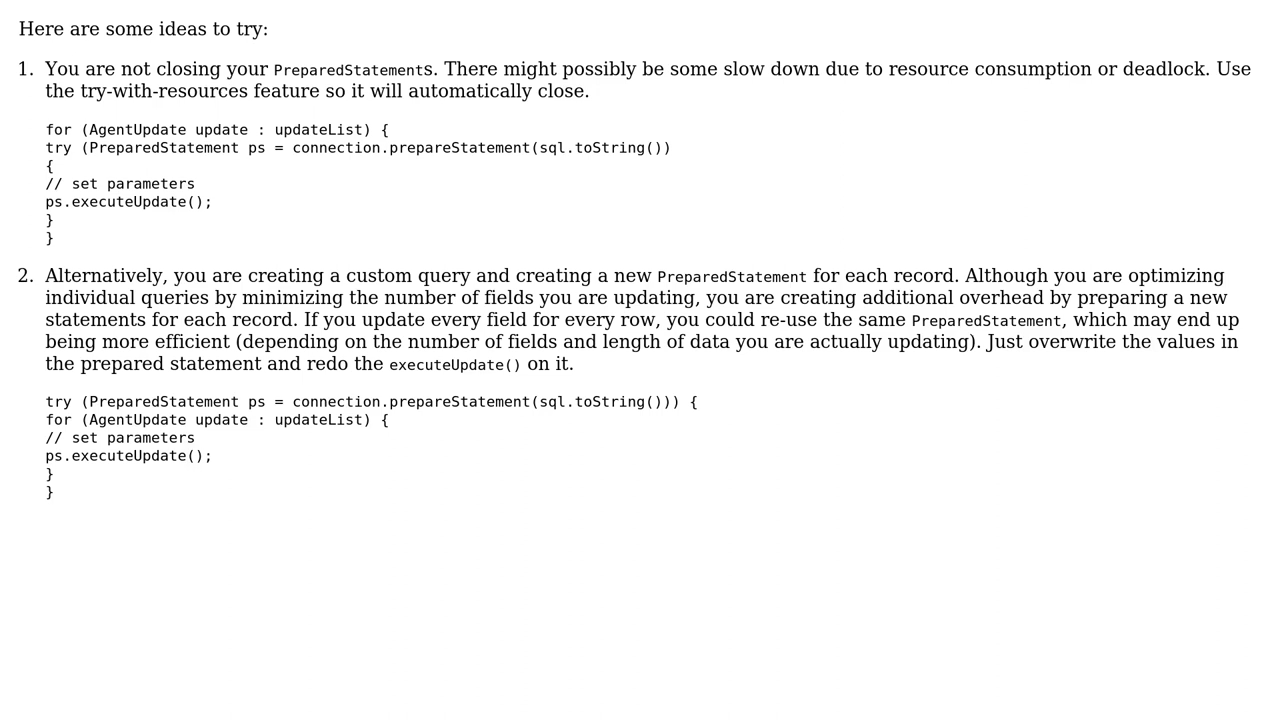 Here are some ideas to try:
1. You are not closing your PreparedStatements. There might possibly be some slow down due to resource consumption or deadlock. Use
the try-with-resources feature so it will automatically close.
for (AgentUpdate update : updateList) {
try (PreparedStatement ps = connection.prepareStatement(sql.toString())
{
// set parameters
ps.executeUpdate();
}
}
2. Alternatively, you are creating a custom query and creating a new PreparedStatement for each record. Although you are optimizing
individual queries by minimizing the number of fields you are updating, you are creating additional overhead by preparing a new
statements for each record. If you update every field for every row, you could re-use the same PreparedStatement, which may end up
being more efficient (depending on the number of fields and length of data you are actually updating). Just overwrite the values in
the prepared statement and redo the executeUpdate() on it.
try (PreparedStatement ps = connection.prepareStatement(sql.toString())) {
for (AgentUpdate update : updateList) {
// set parameters
ps.executeUpdate();
}
}